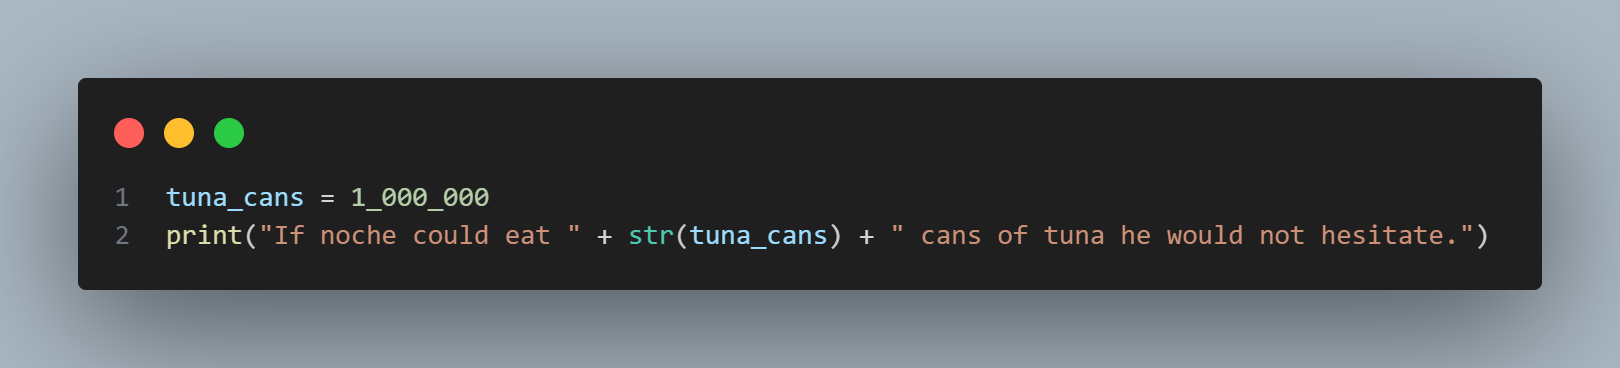 1 tuna_cans = 1_000_000
2 print("If noche could eat " + str(tuna_cans) + " cans of tuna he would not hesitate.")